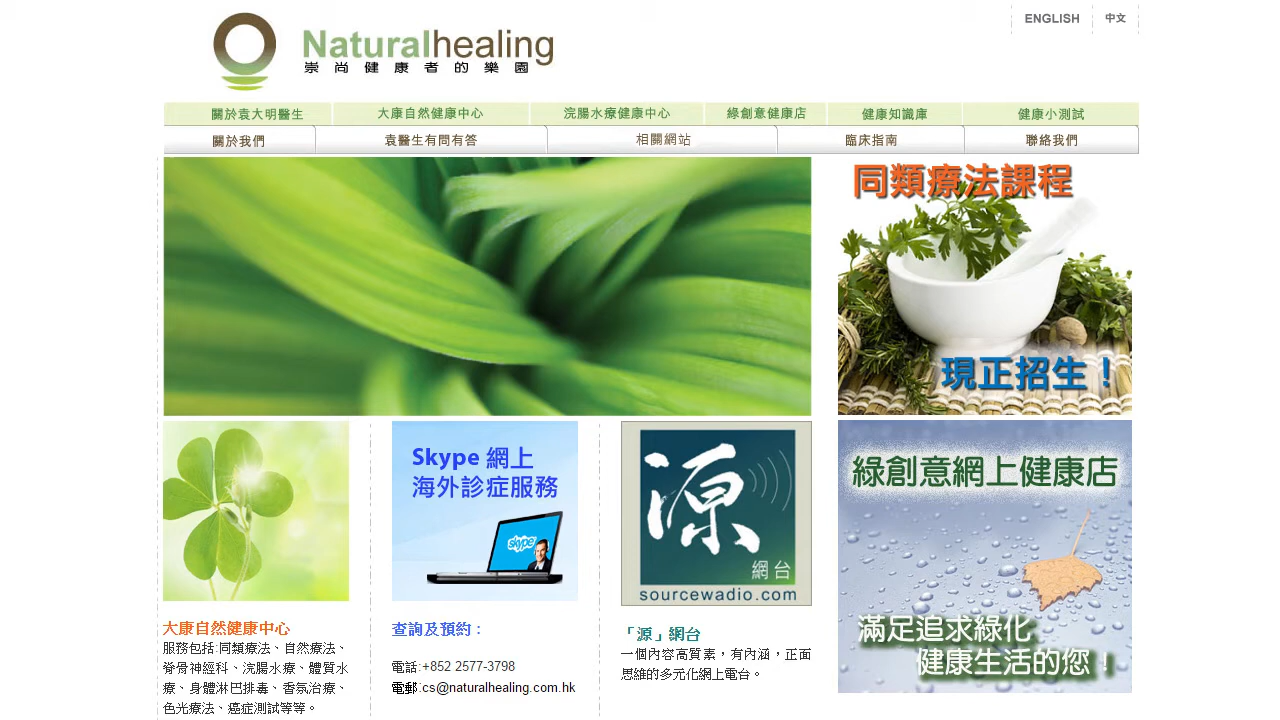 ENGLISH 中文
Naturalhealing
崇尚健康者的樂園
關於袁大明醫生 大康自然健康中心 浣腸水療健康中心 綠創意健康店 健康知識庫 健康小測試
關於我們 袁醫生有問有答 相關網站 臨床指南 聯絡我們
同類療法課程
現正招生！
Skype 網上
海外診症服務
skype
源
網台
sourcewadio.com
綠創意網上健康店
滿足追求綠化
健康生活的您！
大康自然健康中心
服務包括:同類療法、自然療法、
脊骨神經科、浣腸水療、體質水
療、身體淋巴排毒、香氛治療、
色光療法、癌症測試等等。
查詢及預約：
電話:+852 2577-3798
電郵:cs@naturalhealing.com.hk
「源」網台
一個內容高質素，有內涵，正面
思維的多元化網上電台。